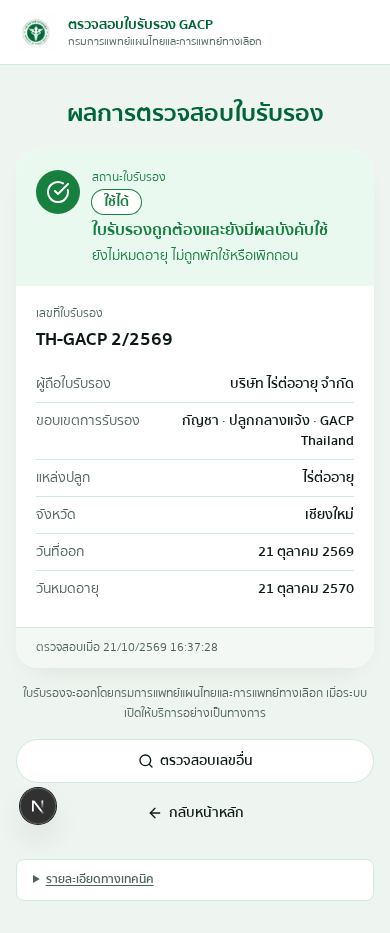 ตรวจสอบใบรับรอง GACP
กรมการแพทย์แผนไทยและการแพทย์ทางเลือก
ผลการตรวจสอบใบรับรอง
สถานะใบรับรอง
ใช้ได้
ใบรับรองถูกต้องและยังมีผลบังคับใช้
ยังไม่หมดอายุ ไม่ถูกพักใช้หรือเพิกถอน
เลขที่ใบรับรอง
TH-GACP 2/2569
ผู้ถือใบรับรอง บริษัท ไร่ต่ออายุ จำกัด
ขอบเขตการรับรอง กัญชา · ปลูกกลางแจ้ง · GACP
Thailand
แหล่งปลูก ไร่ต่ออายุ
จังหวัด เชียงใหม่
วันที่ออก 21 ตุลาคม 2569
วันหมดอายุ 21 ตุลาคม 2570
ตรวจสอบเมื่อ 21/10/2569 16:37:28
ใบรับรองจะออกโดยกรมการแพทย์แผนไทยและการแพทย์ทางเลือก เมื่อระบบ
เปิดให้บริการอย่างเป็นทางการ
ตรวจสอบเลขอื่น
N
กลับหน้าหลัก
รายละเอียดทางเทคนิค